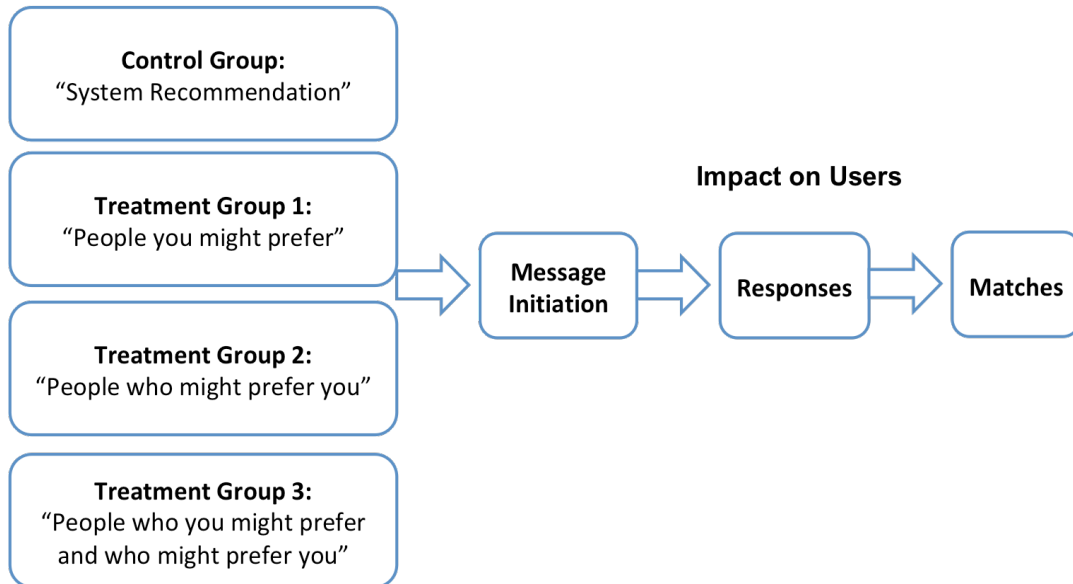 Control Group:
“System Recommendation”
Treatment Group 1:
“People you might prefer”
Treatment Group 2:
“People who might prefer you”
Treatment Group 3:
“People who you might prefer
and who might prefer you”
Impact on Users
Message
Initiation
Responses
Matches